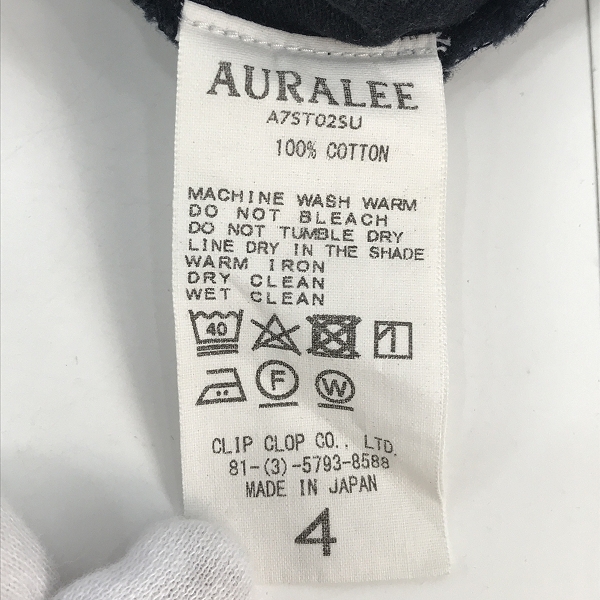 AURALEE
A7ST02SU
100% COTTON
MACHINE WASH WARM
DO NOT BLEACH
DO NOT TUMBLE DRY
LINE DRY IN THE SHADE
WARM IRON
DRY CLEAN
WET CLEAN
40
F W
CLIP CLOP CO., LTD.
81-(3)-5793-8588
MADE IN JAPAN
4